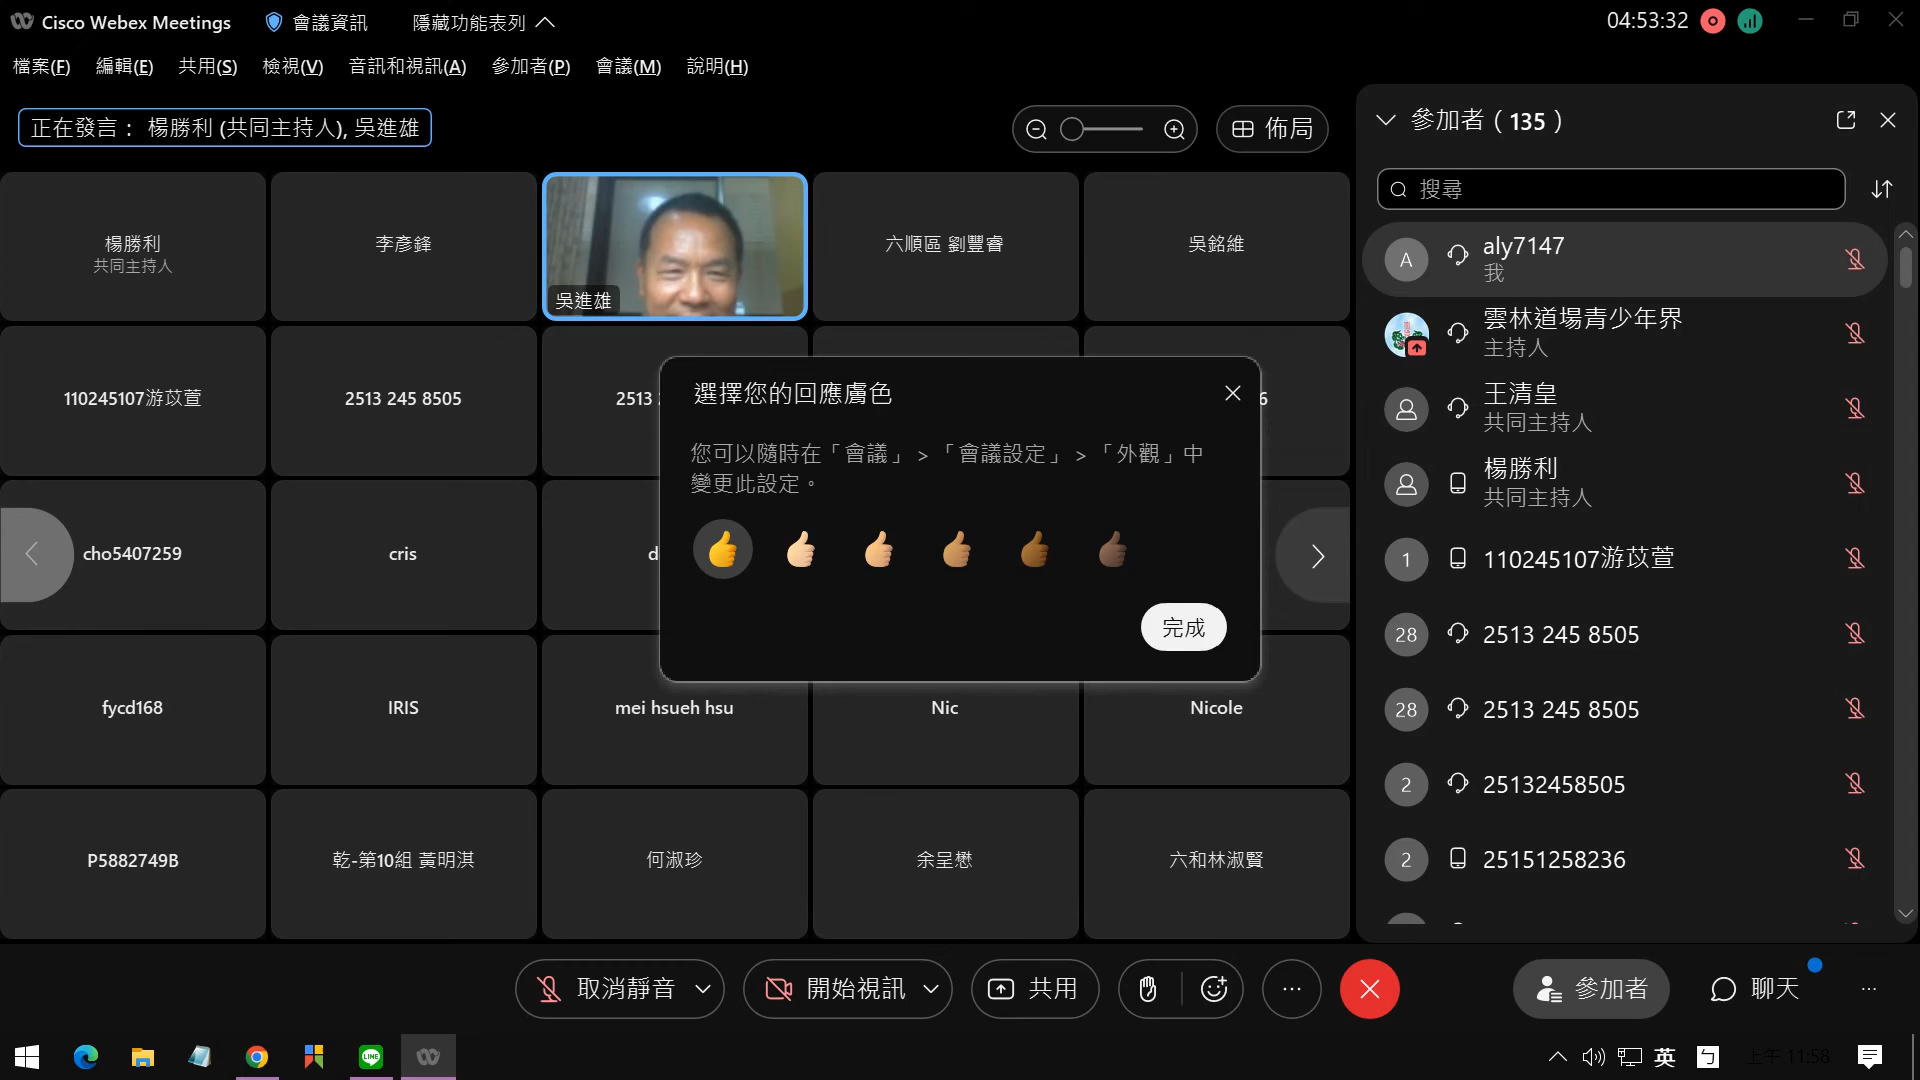 Cisco Webex Meetings
會議資訊
隱藏功能表列
04:53:32
檔案(F)
編輯(E)
共用(S)
檢視(V)
音訊和視訊(A)
參加者(P)
會議(M)
說明(H)
正在發言： 楊勝利 (共同主持人), 吳進雄
佈局
楊勝利
共同主持人
李彥鋒
吳進雄
六順區 劉豐睿
吳銘維
110245107游苡萱
2513 245 8505
2513
6
cho5407259
cris
d
fycd168
IRIS
mei hsueh hsu
Nic
Nicole
P5882749B
乾-第10組 黃明淇
何淑珍
余呈懋
六和林淑賢
選擇您的回應膚色
您可以隨時在「會議」 > 「會議設定」 > 「外觀」中
變更此設定。
完成
參加者 ( 135 )
搜尋
A
aly7147
我
雲林道場青少年界
主持人
王清皇
共同主持人
楊勝利
共同主持人
1
110245107游苡萱
28
2513 245 8505
28
2513 245 8505
2
25132458505
2
25151258236
取消靜音
開始視訊
共用
參加者
聊天
LINE
英
ㄅ
上午 11:58